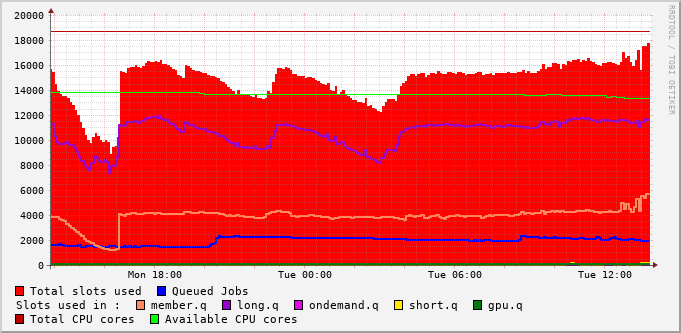 20000
18000
16000
14000
12000
10000
8000
6000
4000
2000
0
Mon 18:00 Tue 00:00 Tue 06:00 Tue 12:00
RRDTOOL / TOBI OETIKER
Total slots used Queued Jobs
Slots used in : member.q long.q ondemand.q short.q gpu.q
Total CPU cores Available CPU cores